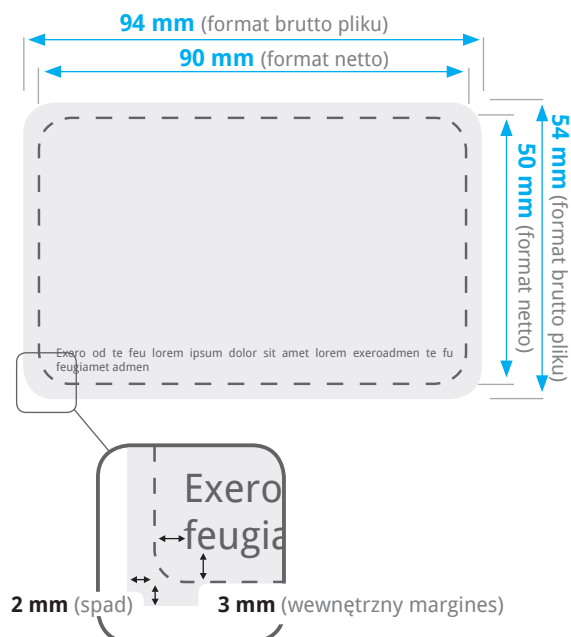 94 mm (format brutto pliku)
90 mm (format netto)
54 mm (format brutto pliku)
50 mm (format netto)
Exero od te feu lorem ipsum dolor sit amet lorem exeroadmen te fu
feugiamet admen
Exero
feugia
2 mm (spad)
3 mm (wewnętrzny margines)